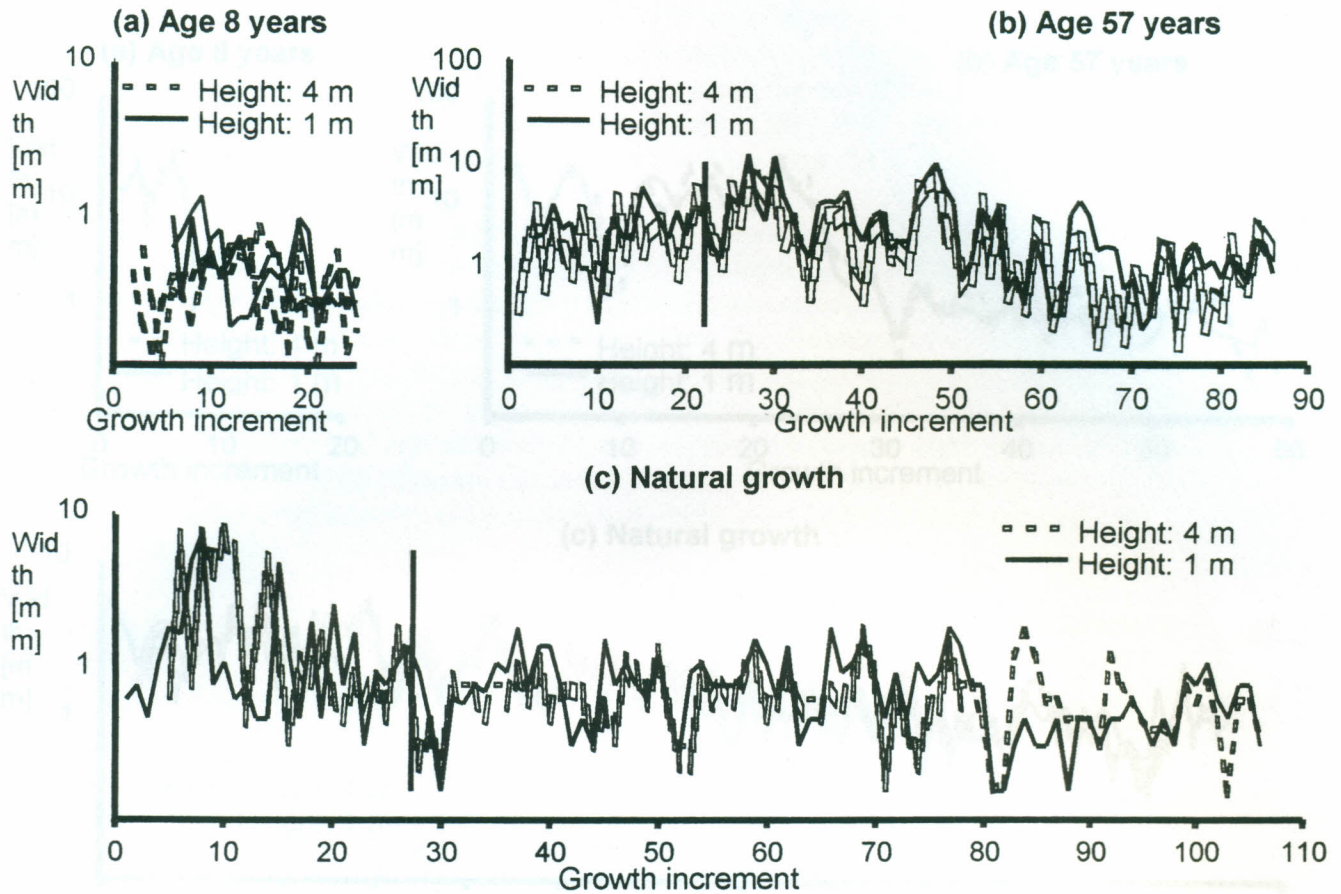 (a) Age 8 years
10
Wid
th
[m
m]
1
Height: 4 m
Height: 1 m
0
10
20
Growth increment
(b) Age 57 years
100
Wid
th
[m
m]
10
1
Height: 4 m
Height: 1 m
0
10
20
30
40
50
60
70
80
90
Growth increment
(c) Natural growth
10
Wid
th
[m
m]
1
Height: 4 m
Height: 1 m
0
10
20
30
40
50
60
70
80
90
100
110
Growth increment